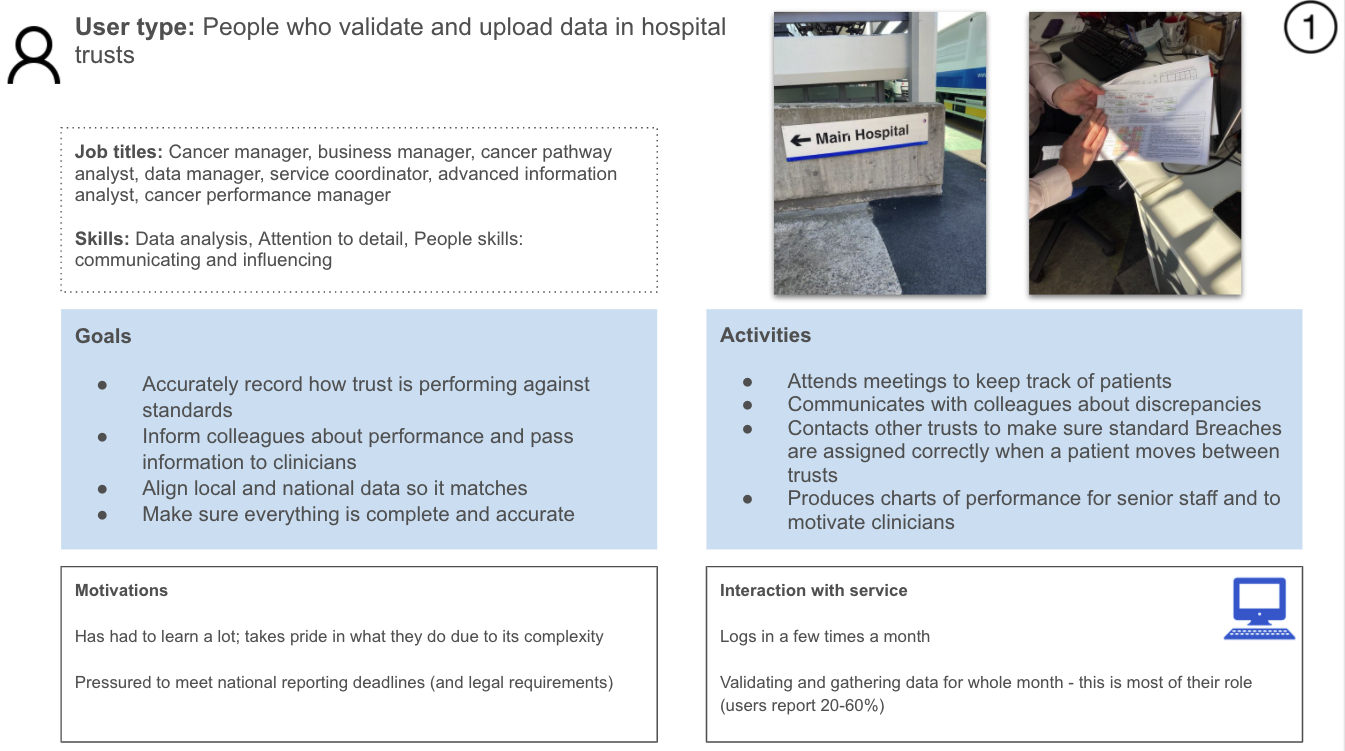 User type: People who validate and upload data in hospital
trusts
1
← Main Hospital
Job titles: Cancer manager, business manager, cancer pathway
analyst, data manager, service coordinator, advanced information
analyst, cancer performance manager
Skills: Data analysis, Attention to detail, People skills:
communicating and influencing
Goals
● Accurately record how trust is performing against
standards
● Inform colleagues about performance and pass
information to clinicians
● Align local and national data so it matches
● Make sure everything is complete and accurate
Activities
● Attends meetings to keep track of patients
● Communicates with colleagues about discrepancies
● Contacts other trusts to make sure standard Breaches
are assigned correctly when a patient moves between
trusts
● Produces charts of performance for senior staff and to
motivate clinicians
Motivations
Has had to learn a lot; takes pride in what they do due to its complexity
Pressured to meet national reporting deadlines (and legal requirements)
Interaction with service
Logs in a few times a month
Validating and gathering data for whole month - this is most of their role
(users report 20-60%)